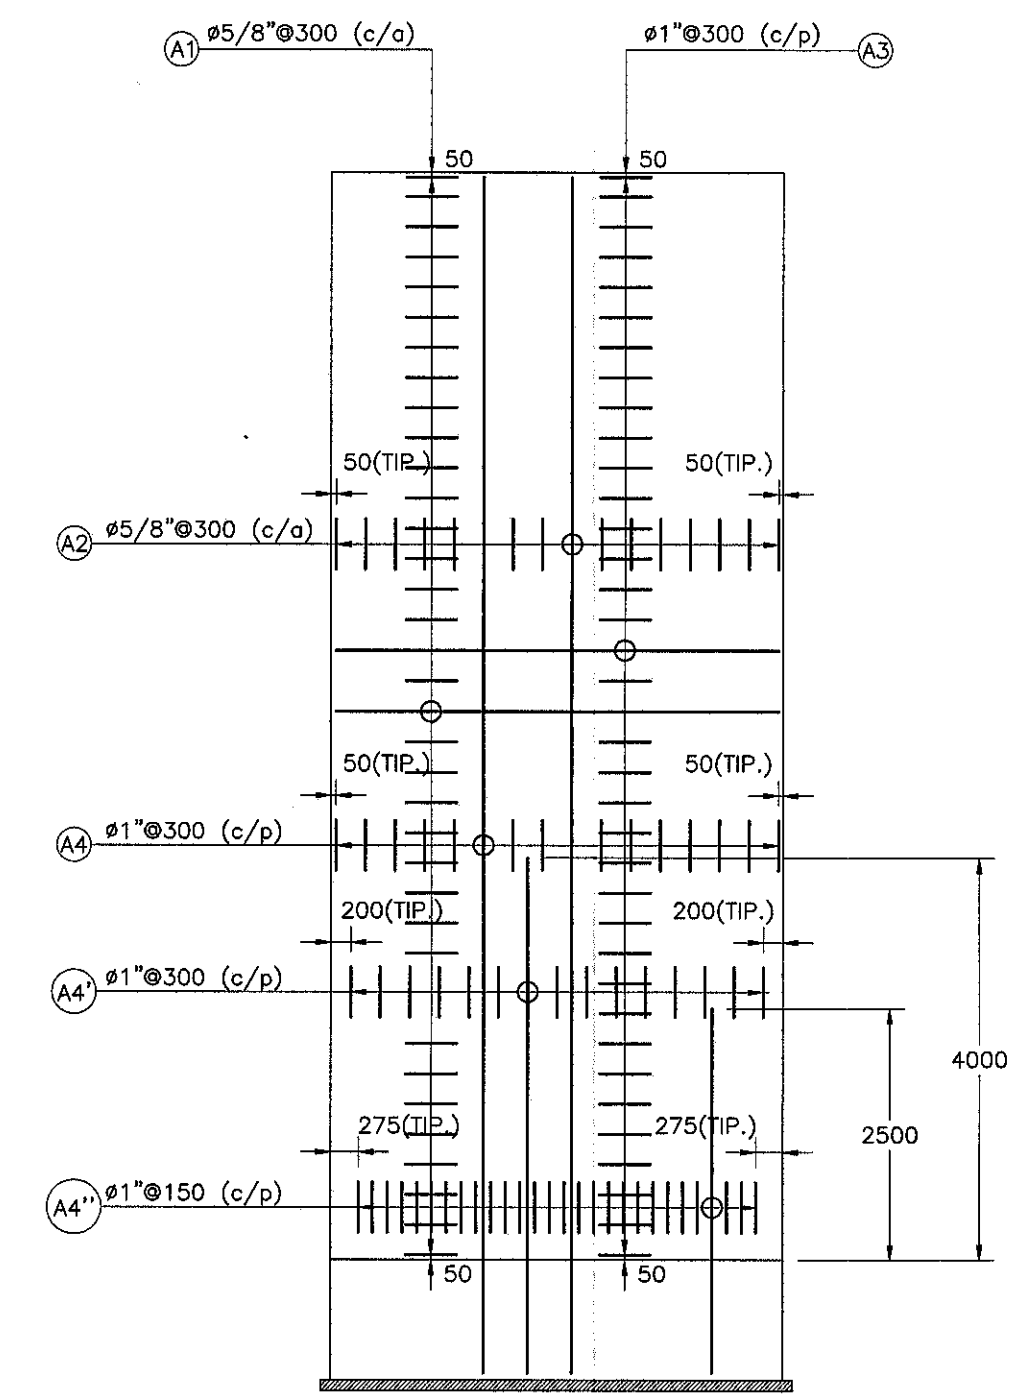 A1 ø5/8"@300 (c/a)
ø1"@300 (c/p) A3
50
50
50(TIP.)
50(TIP.)
A2 ø5/8"@300 (c/a)
50(TIP.)
50(TIP.)
A4 ø1"@300 (c/p)
200(TIP.)
200(TIP.)
A4' ø1"@300 (c/p)
4000
2500
275(TIP.)
275(TIP.)
A4'' ø1"@150 (c/p)
50
50